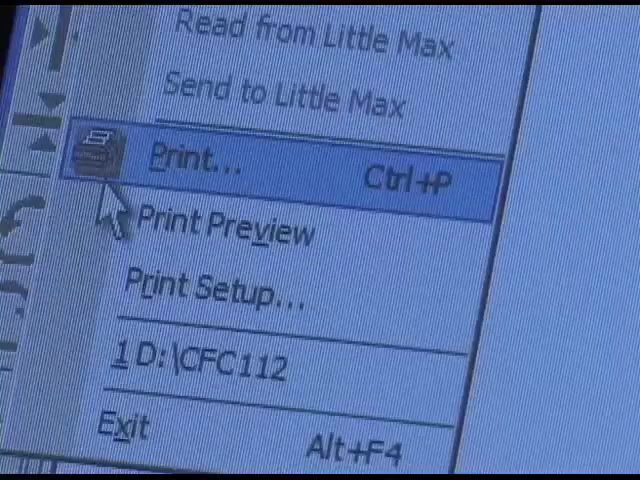 Read from Little Max
Send to Little Max
Print... Ctrl+P
Print Preview
Print Setup...
1 D:\CFC112
Exit Alt+F4